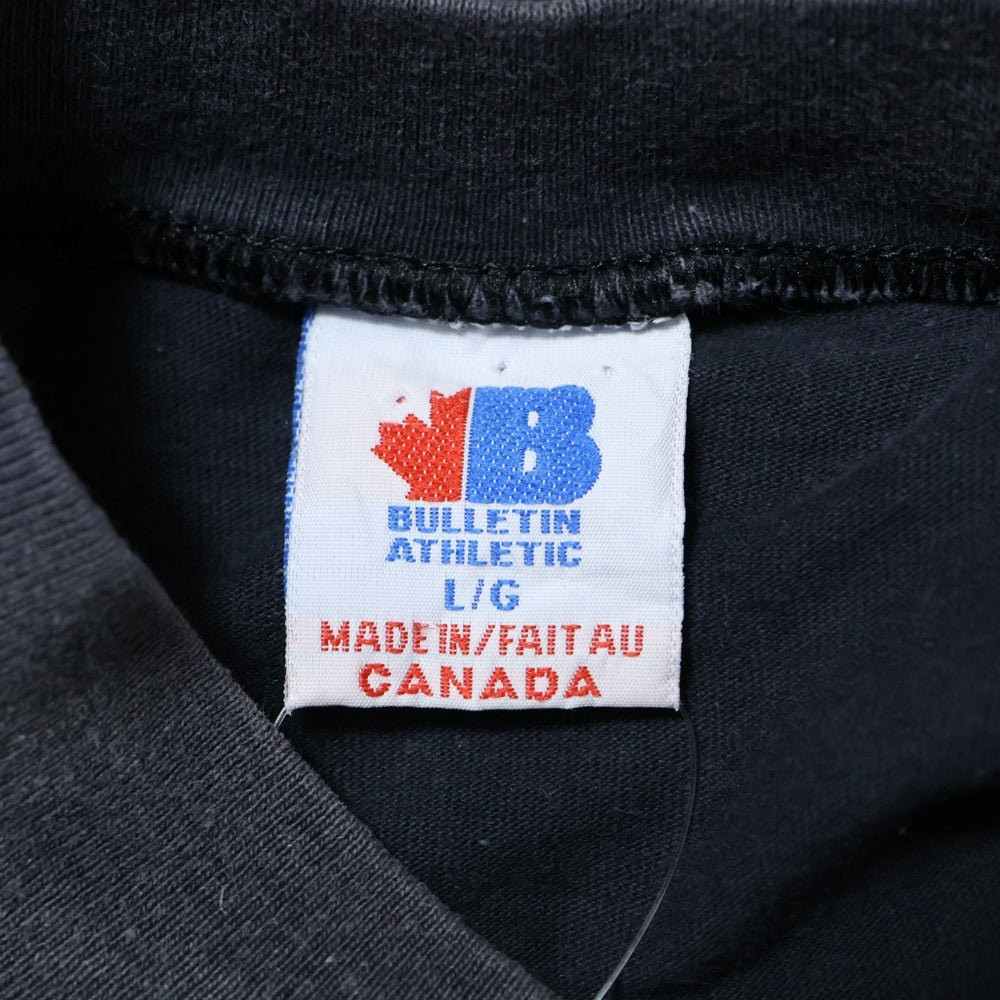 B
BULLETIN
ATHLETIC
L/G
MADE IN/FAIT AU
CANADA